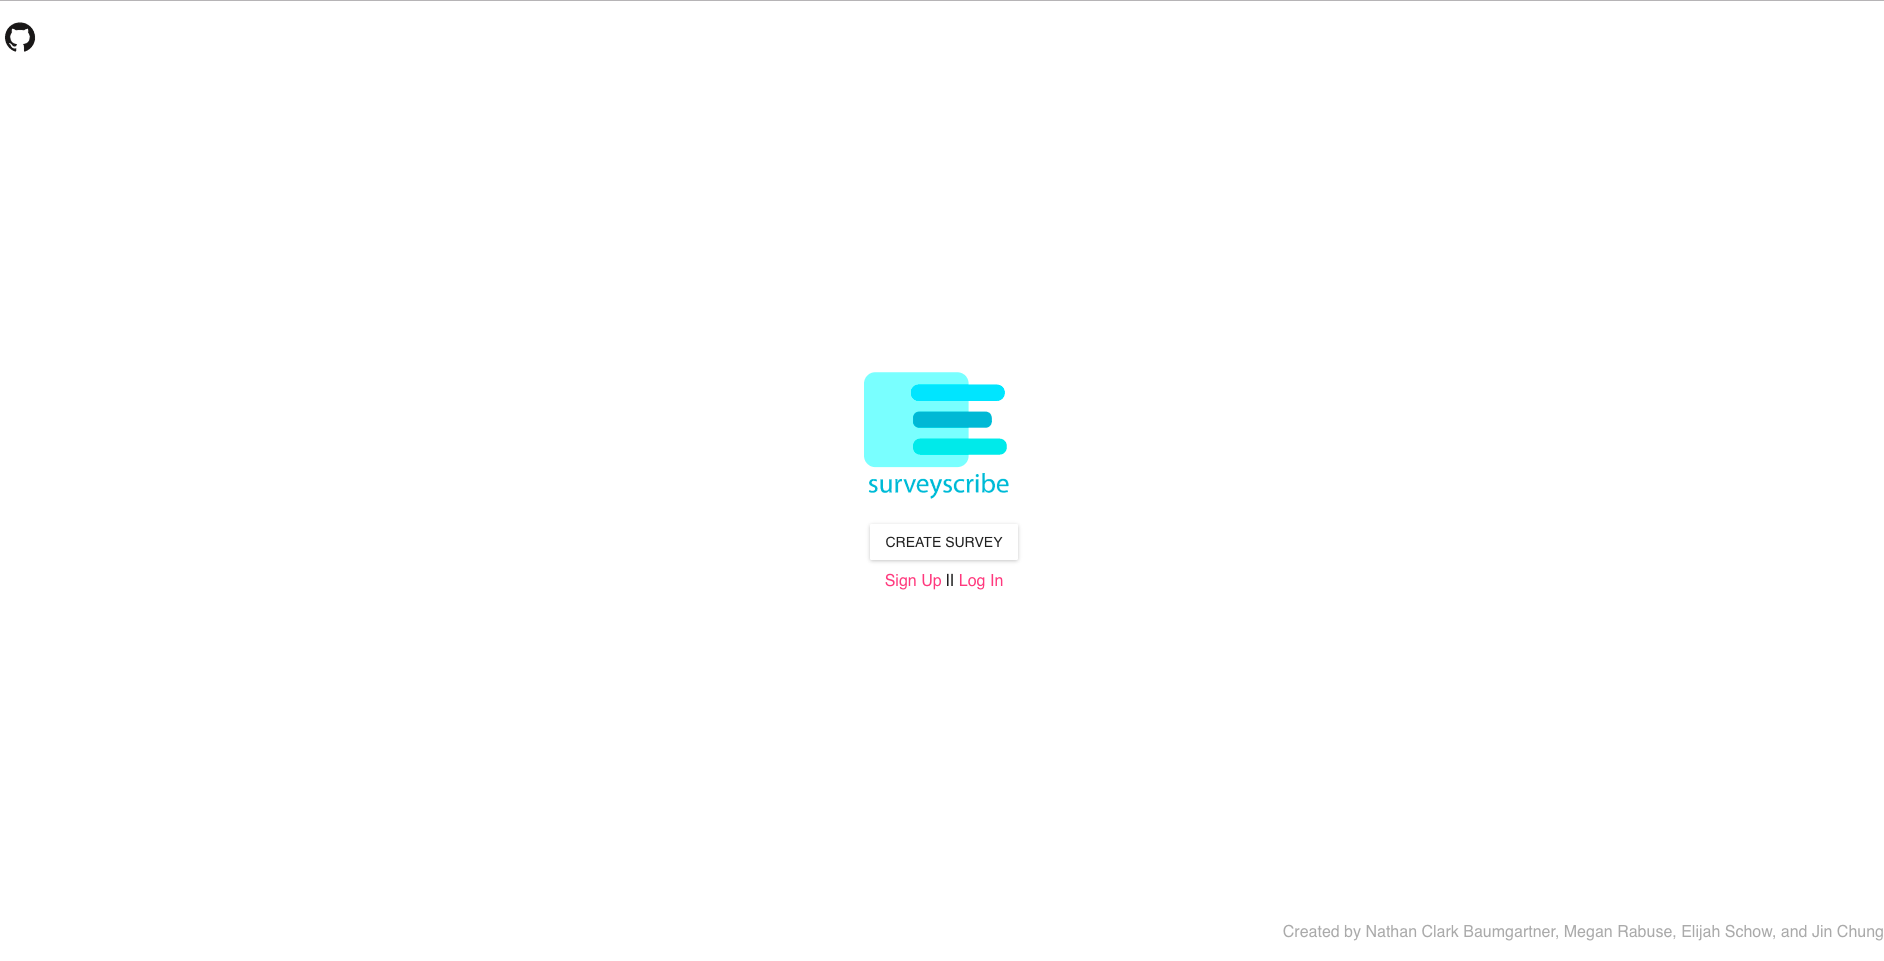 surveyscribe
CREATE SURVEY
Sign Up || Log In
Created by Nathan Clark Baumgartner, Megan Rabuse, Elijah Schow, and Jin Chung